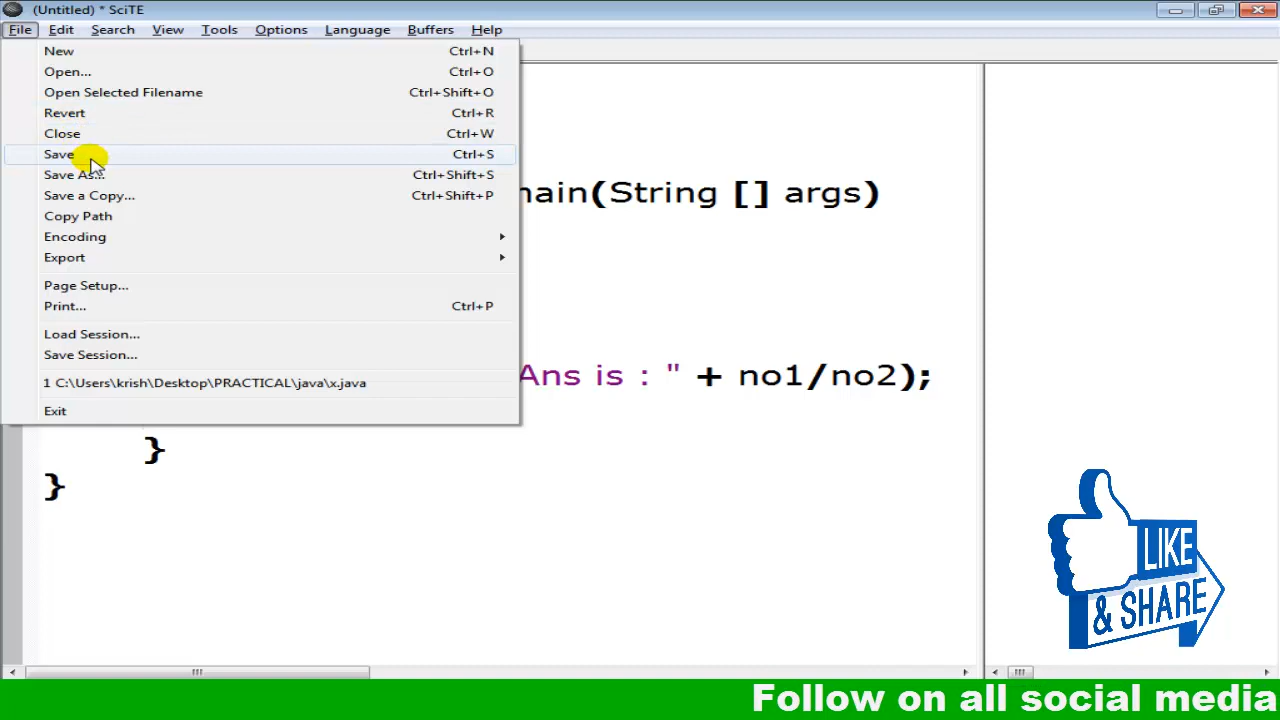 (Untitled) * SciTE
File Edit Search View Tools Options Language Buffers Help
New Ctrl+N
Open... Ctrl+O
Open Selected Filename Ctrl+Shift+O
Revert Ctrl+R
Close Ctrl+W
Save Ctrl+S
Save As... Ctrl+Shift+S
Save a Copy... Ctrl+Shift+P
Copy Path
Encoding
Export
Page Setup...
Print... Ctrl+P
Load Session...
Save Session...
1 C:\Users\krish\Desktop\PRACTICAL\java\x.java
Exit
main(String [] args)
Ans is : " + no1/no2);
}
}
LIKE
& SHARE
Follow on all social media